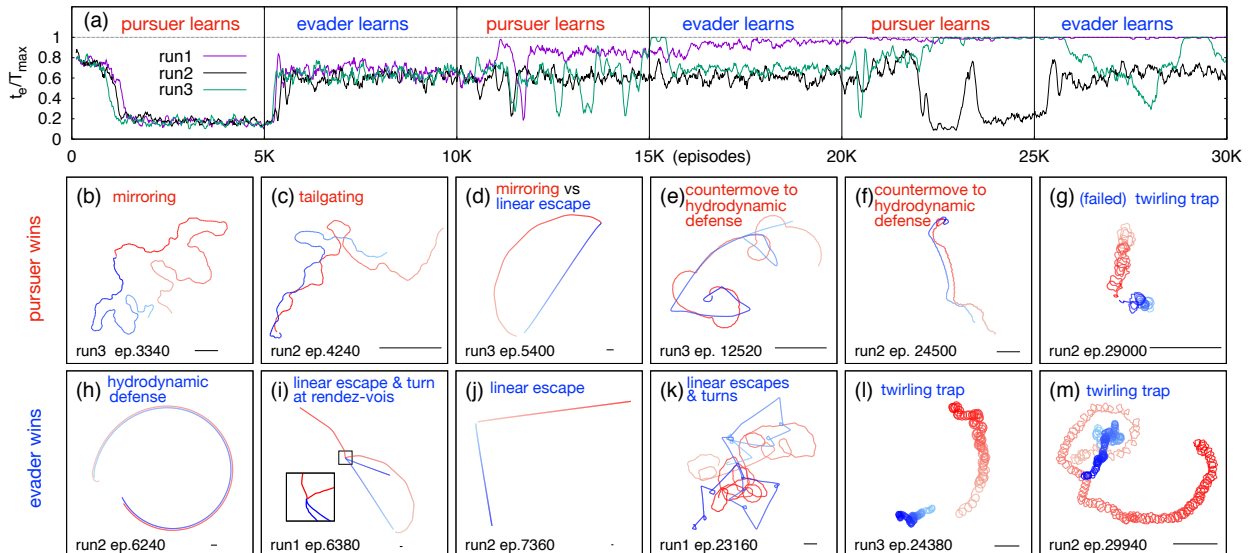 (a) pursuer learns evader learns pursuer learns evader learns pursuer learns evader learns
t_e/T_max
1
0.8
0.6
0.4
0.2
0
run1
run2
run3
0 5K 10K 15K (episodes) 20K 25K 30K
pursuer wins
(b) mirroring
run3 ep.3340
(c) tailgating
run2 ep.4240
(d) mirroring vs
linear escape
run3 ep.5400
(e) countermove to
hydrodynamic
defense
run3 ep. 12520
(f) countermove to
hydrodynamic
defense
run2 ep. 24500
(g) (failed) twirling trap
run2 ep.29000
evader wins
(h) hydrodynamic
defense
run2 ep.6240
(i) linear escape & turn
at rendez-vois
run1 ep.6380
(j) linear escape
run2 ep.7360
(k) linear escapes
& turns
run1 ep.23160
(l) twirling trap
run3 ep.24380
(m) twirling trap
run2 ep.29940